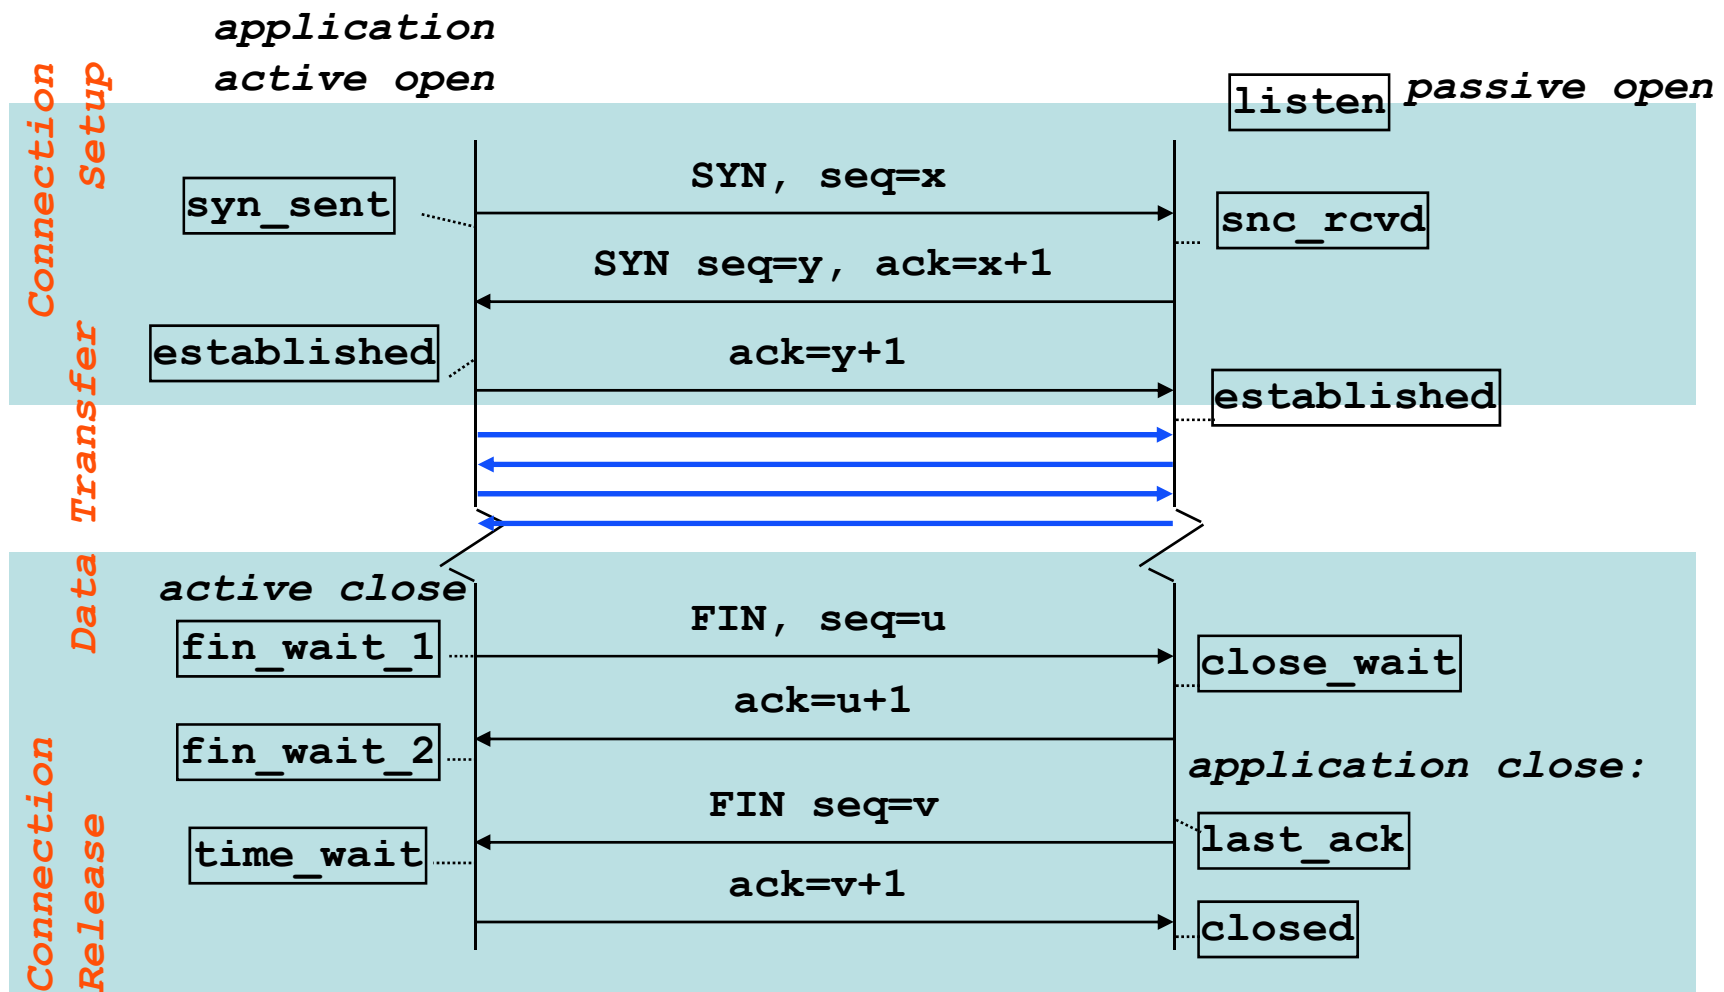 application
active open
listen
passive open
Connection
Setup
SYN, seq=x
syn_sent
snc_rcvd
SYN seq=y, ack=x+1
established
ack=y+1
established
Data Transfer
active close
FIN, seq=u
fin_wait_1
close_wait
ack=u+1
fin_wait_2
application close:
FIN seq=v
time_wait
last_ack
ack=v+1
closed
Connection
Release